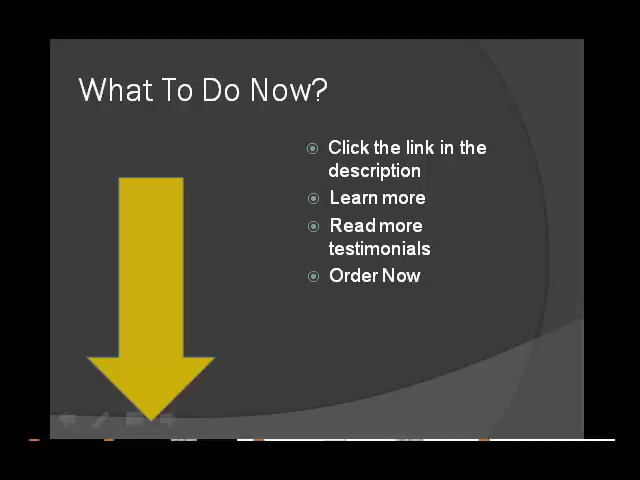 What To Do Now?
Click the link in the
description
Learn more
Read more
testimonials
Order Now